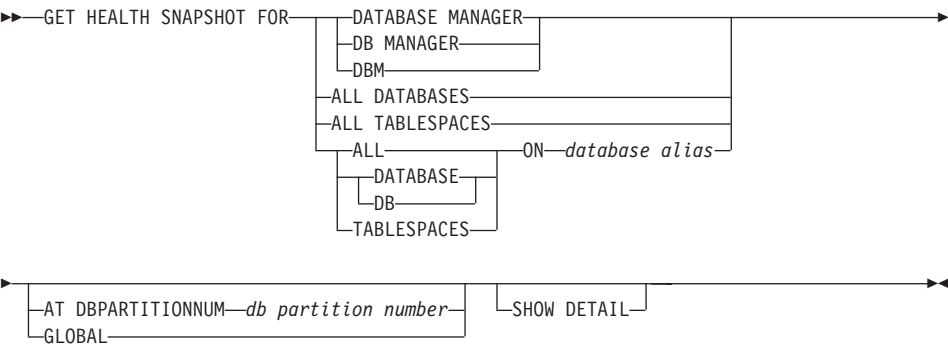 GET HEALTH SNAPSHOT FOR DATABASE MANAGER
DB MANAGER
DBM
ALL DATABASES
ALL TABLESPACES
ALL ON database alias
DATABASE
DB
TABLESPACES
AT DBPARTITIONNUM db partition number SHOW DETAIL
GLOBAL